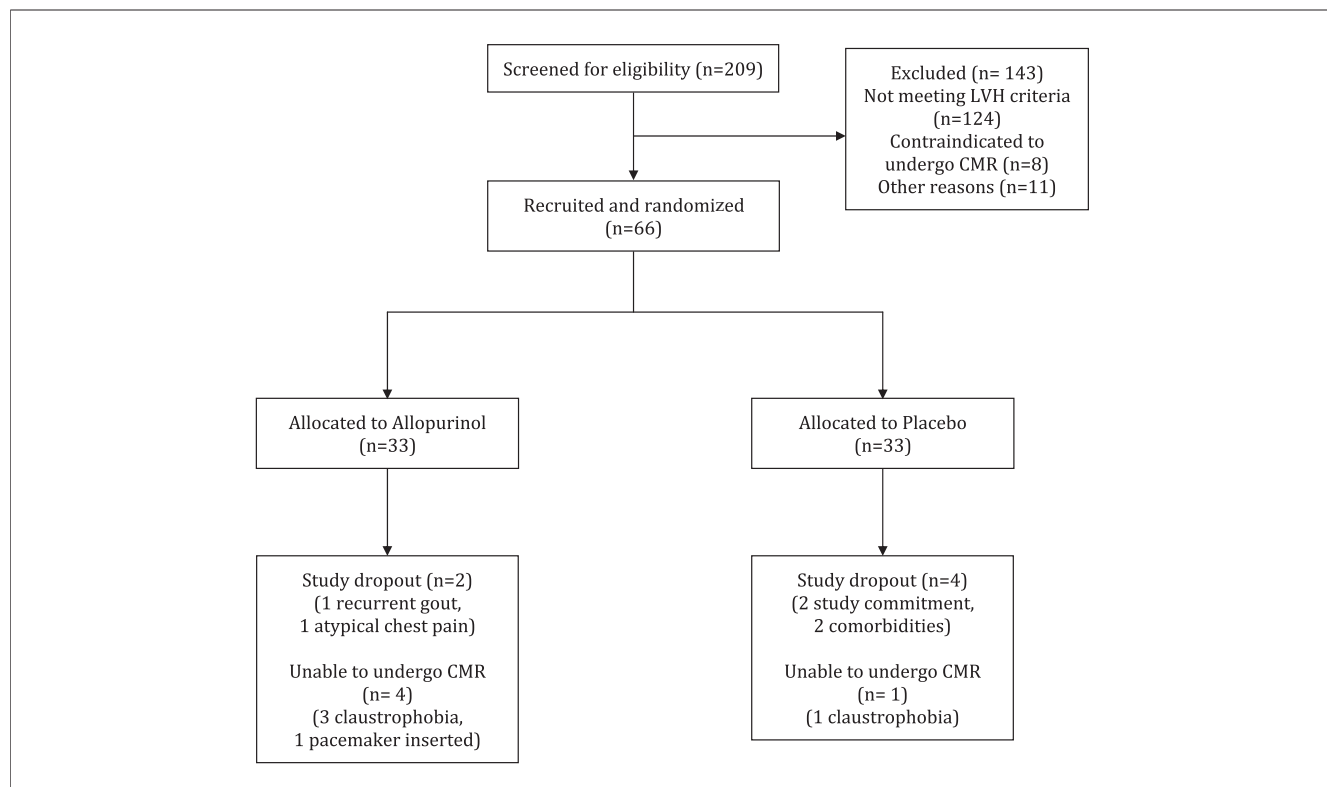 Screened for eligibility (n=209)
Excluded (n= 143)
Not meeting LVH criteria
(n=124)
Contraindicated to
undergo CMR (n=8)
Other reasons (n=11)
Recruited and randomized
(n=66)
Allocated to Allopurinol
(n=33)
Allocated to Placebo
(n=33)
Study dropout (n=2)
(1 recurrent gout,
1 atypical chest pain)
Unable to undergo CMR
(n= 4)
(3 claustrophobia,
1 pacemaker inserted)
Study dropout (n=4)
(2 study commitment,
2 comorbidities)
Unable to undergo CMR
(n= 1)
(1 claustrophobia)